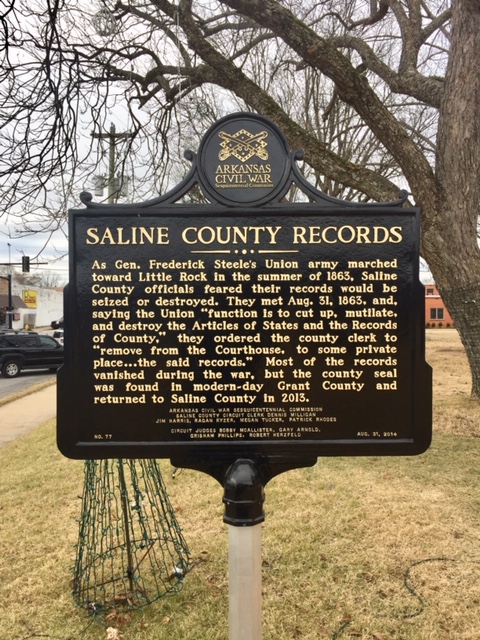 ARKANSAS
CIVIL WAR
Sesquicentennial Commission
SALINE COUNTY RECORDS
As Gen. Frederick Steele's Union army marched
toward Little Rock in the summer of 1863, Saline
County officials feared their records would be
seized or destroyed. They met Aug. 31, 1863, and,
saying the Union "function is to cut up, mutilate,
and destroy the Articles of States and the Records
of County," they ordered the county clerk to
"remove from the Courthouse, to some private
place...the said records." Most of the records
vanished during the war, but the county seal
was found in modern-day Grant County and
returned to Saline County in 2013.
ARKANSAS CIVIL WAR SESQUICENTENNIAL COMMISSION
SALINE COUNTY CIRCUIT CLERK DENNIS MILLIGAN
JIM HARRIS, RAGAN KYZER, MEGAN TUCKER, PATRICK RHODES
CIRCUIT JUDGES BOBBY MCALLISTER, GARY ARNOLD,
GRISHAM PHILLIPS, ROBERT HERZFELD
NO. 77
AUG. 31, 2014